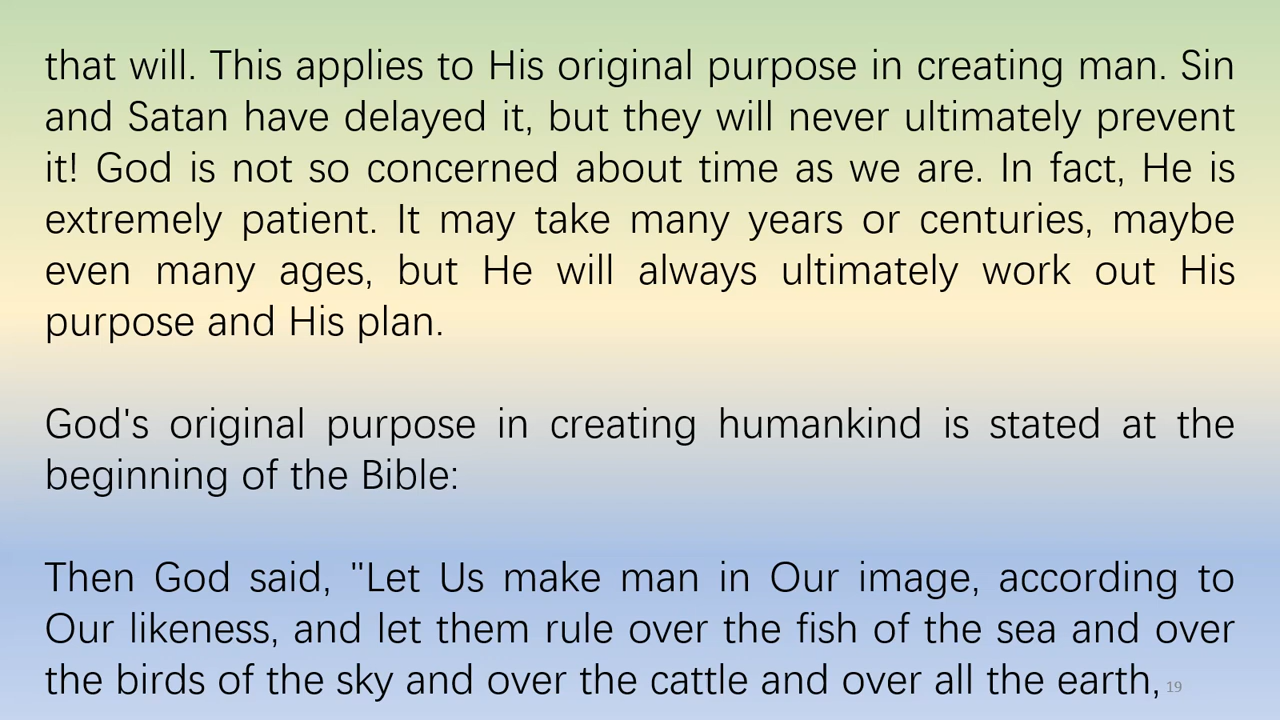 that will. This applies to His original purpose in creating man. Sin
and Satan have delayed it, but they will never ultimately prevent
it! God is not so concerned about time as we are. In fact, He is
extremely patient. It may take many years or centuries, maybe
even many ages, but He will always ultimately work out His
purpose and His plan.
God's original purpose in creating humankind is stated at the
beginning of the Bible:
Then God said, "Let Us make man in Our image, according to
Our likeness, and let them rule over the fish of the sea and over
the birds of the sky and over the cattle and over all the earth,
19